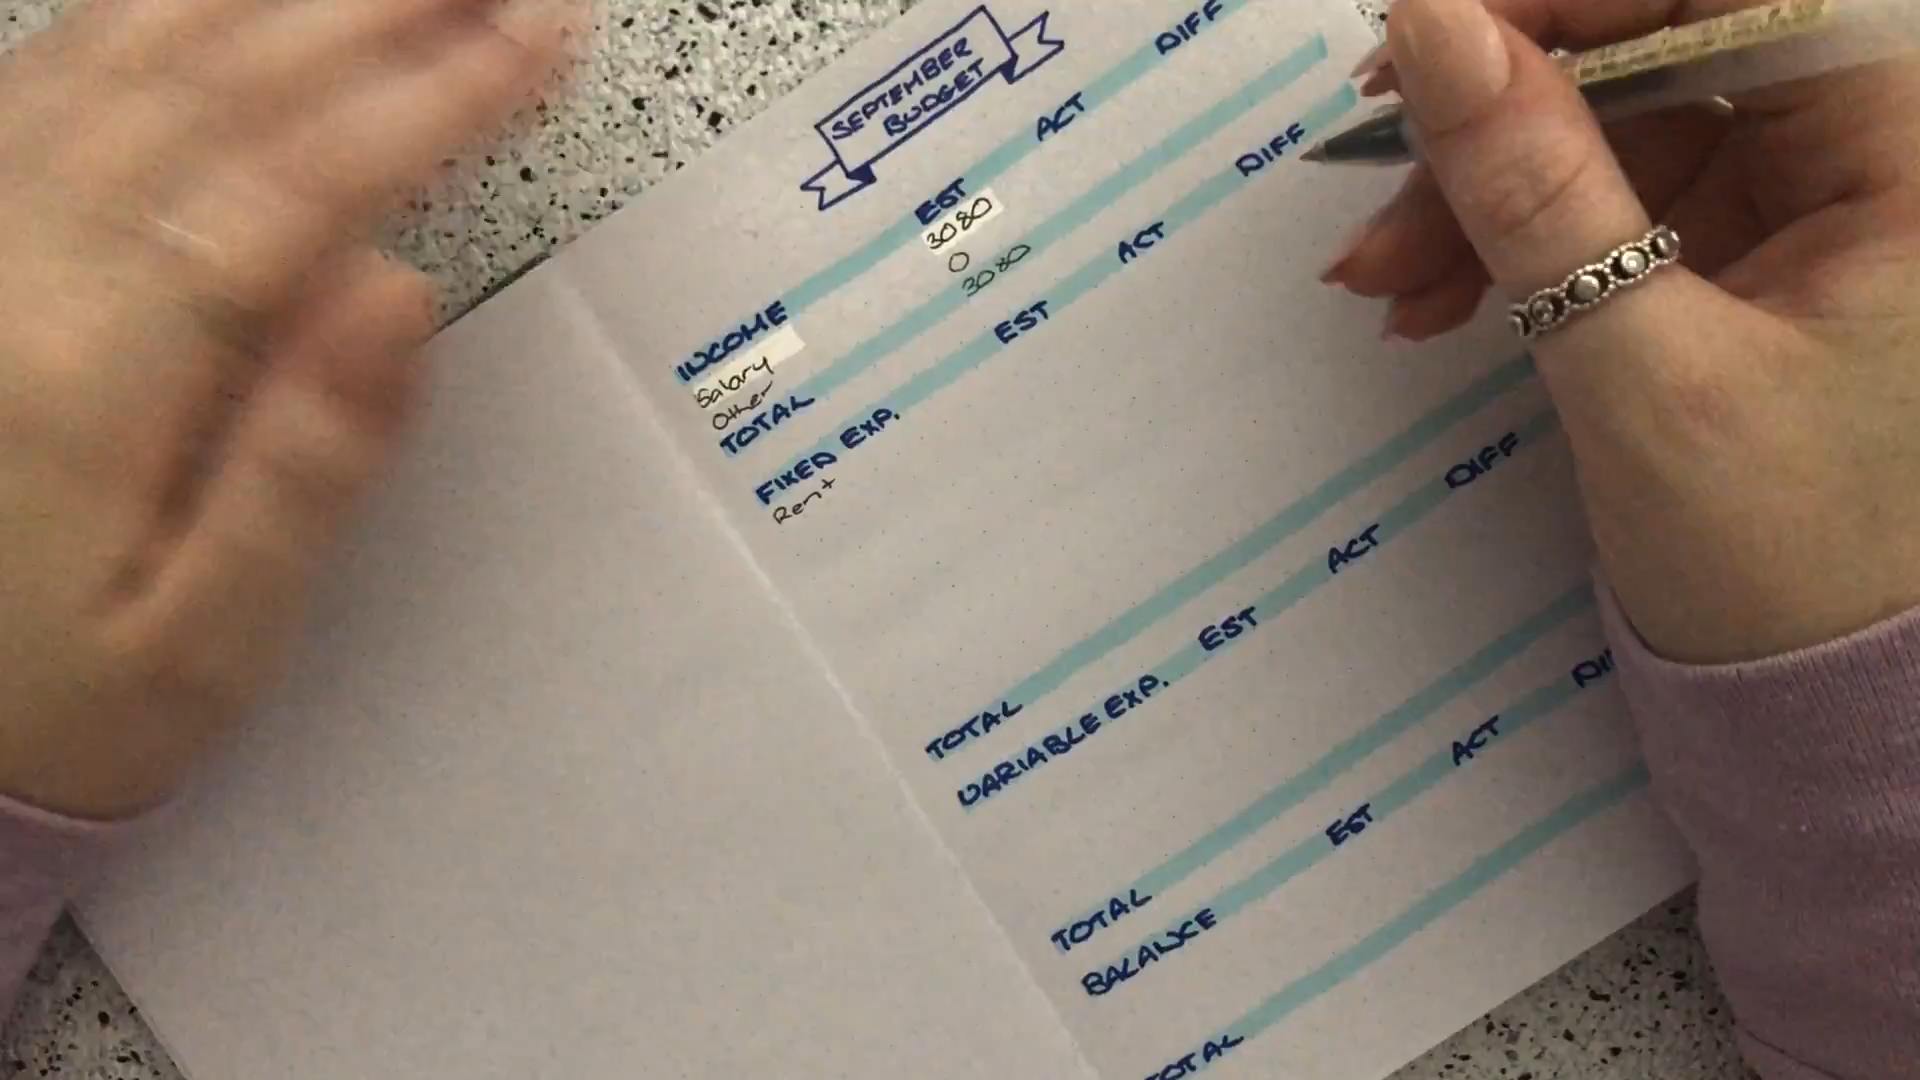 SEPTEMBER
BUDGET
INCOME EST ACT DIFF
Salary 3080
Other 0
TOTAL 3080
FIXED EXP. EST ACT DIFF
Rent
TOTAL
VARIABLE EXP. EST ACT DIFF
TOTAL
BALANCE EST ACT
TOTAL